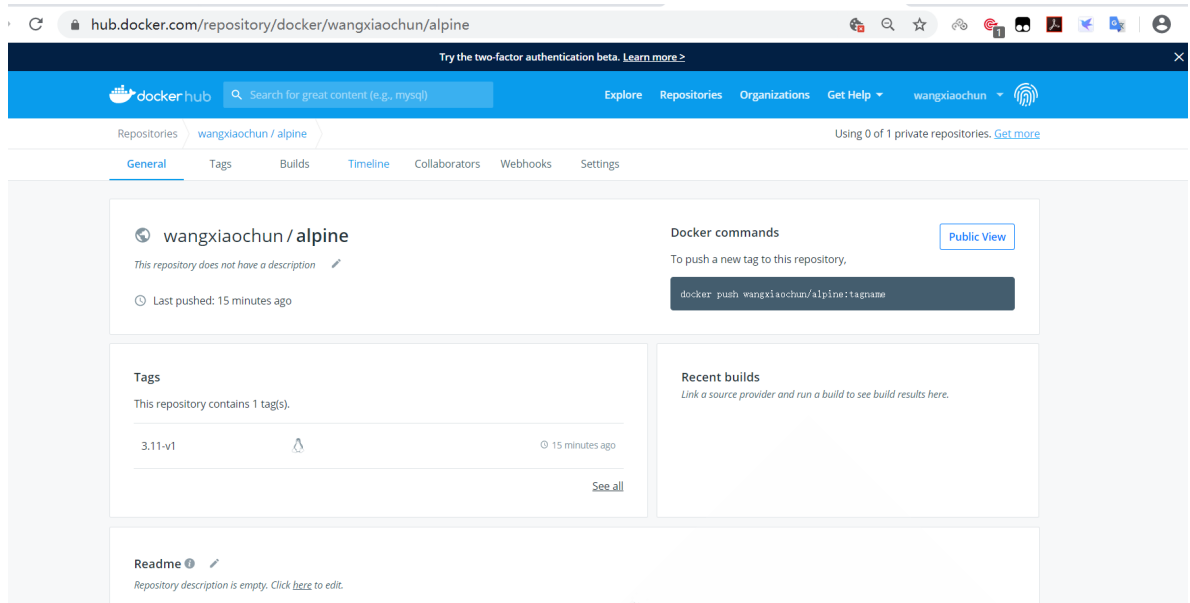 hub.docker.com/repository/docker/wangxiaochun/alpine
1
Try the two-factor authentication beta. Learn more >
dockerhub Search for great content (e.g., mysql) Explore Repositories Organizations Get Help wangxiaochun
Repositories wangxiaochun / alpine Using 0 of 1 private repositories. Get more
General Tags Builds Timeline Collaborators Webhooks Settings
wangxiaochun / alpine
This repository does not have a description
Last pushed: 15 minutes ago
Docker commands
Public View
To push a new tag to this repository,
docker push wangxiaochun/alpine:tagname
Tags
This repository contains 1 tag(s).
3.11-v1 15 minutes ago
See all
Recent builds
Link a source provider and run a build to see build results here.
Readme
Repository description is empty. Click here to edit.